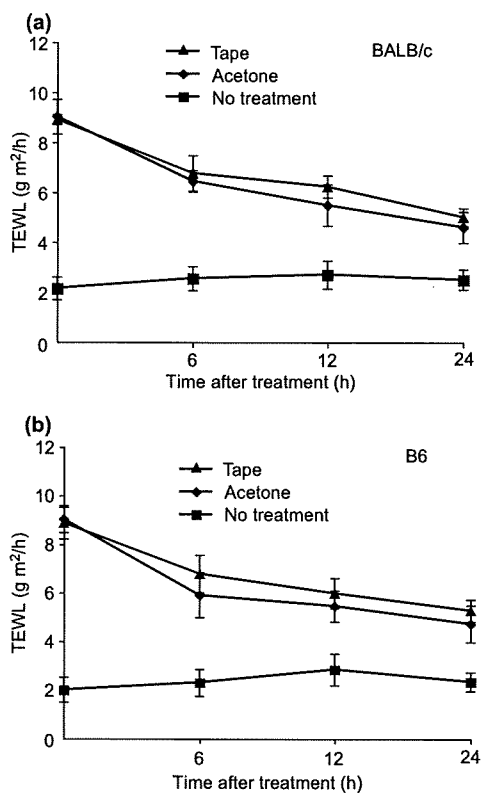 (a)
12
10
8
6
4
2
0
TEWL (g m²/h)
Tape
Acetone
No treatment
BALB/c
6 12 24
Time after treatment (h)
(b)
12
10
8
6
4
2
0
TEWL (g m²/h)
Tape
Acetone
No treatment
B6
6 12 24
Time after treatment (h)